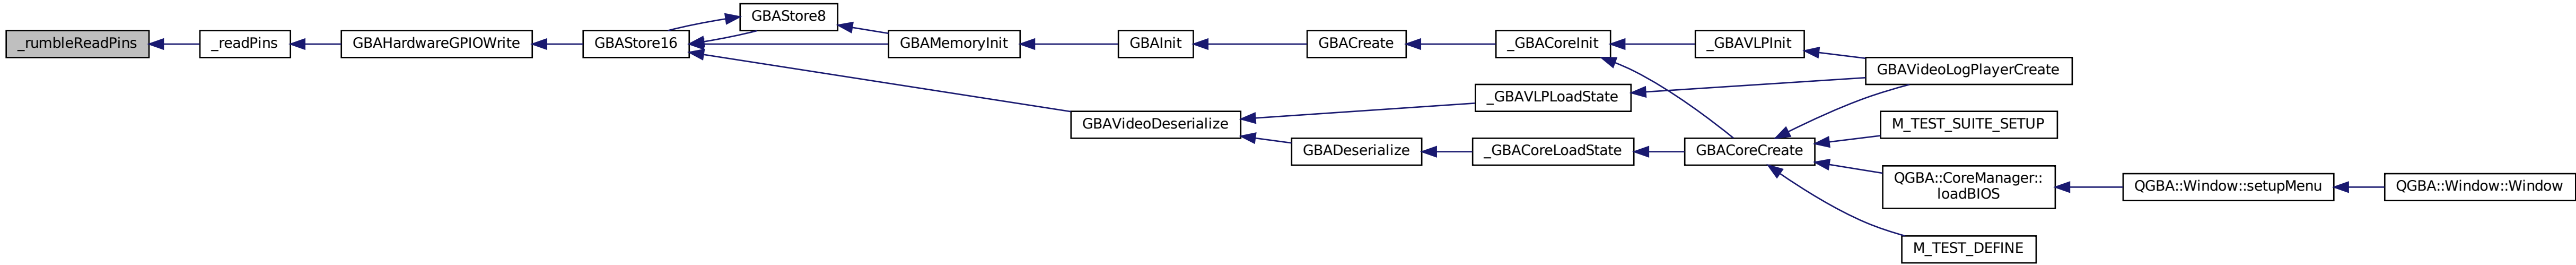 _rumbleReadPins
_readPins
GBAHardwareGPIOWrite
GBAStore16
GBAStore8
GBAMemoryInit
GBAInit
GBACreate
_GBACoreInit
_GBAVLPInit
GBAVideoLogPlayerCreate
GBAVideoDeserialize
_GBAVLPLoadState
GBADeserialize
_GBACoreLoadState
GBACoreCreate
M_TEST_SUITE_SETUP
QGBA::CoreManager::
loadBIOS
QGBA::Window::setupMenu
QGBA::Window::Window
M_TEST_DEFINE